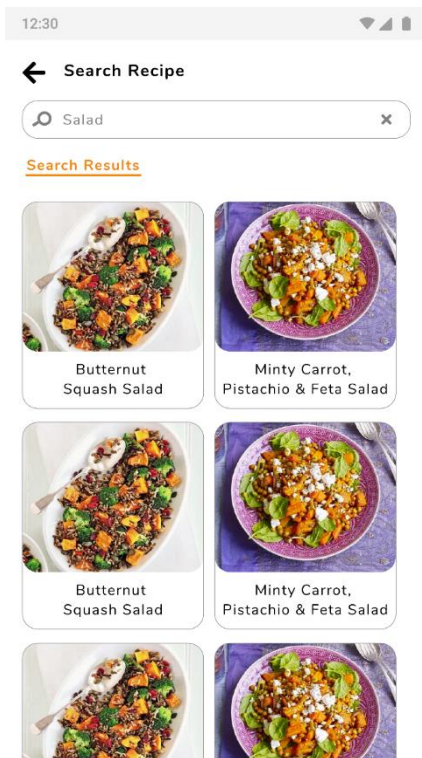 12:30
Search Recipe
Salad
Search Results
Butternut
Squash Salad
Minty Carrot,
Pistachio & Feta Salad
Butternut
Squash Salad
Minty Carrot,
Pistachio & Feta Salad